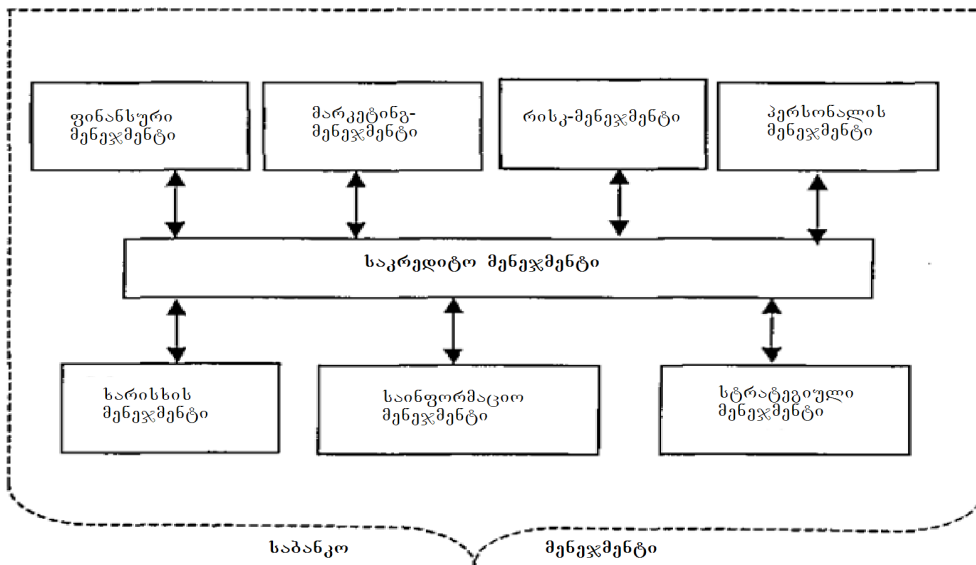 ფინანსური
მენეჯმენტი
მარკეტინგ-
მენეჯმენტი
რისკ-მენეჯმენტი
პერსონალის
მენეჯმენტი
საკრედიტო მენეჯმენტი
ხარისხის
მენეჯმენტი
საინფორმაციო
მენეჯმენტი
სტრატეგიული
მენეჯმენტი
საბანკო მენეჯმენტი